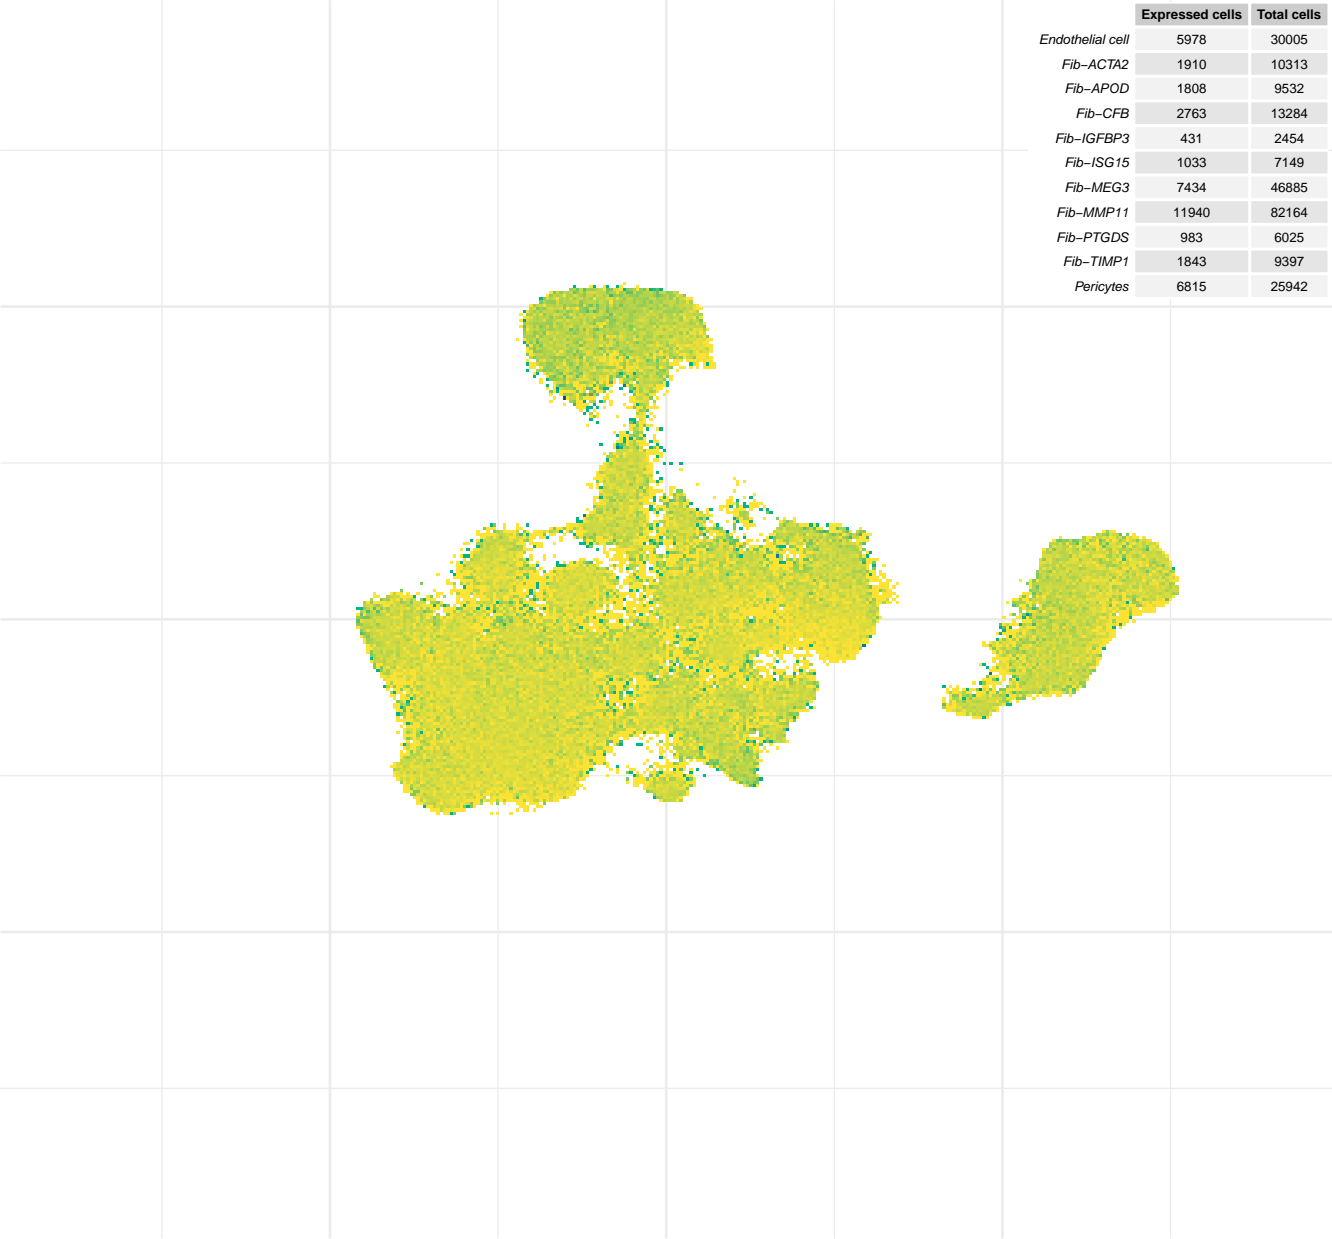 Expressed cells Total cells
Endothelial cell 5978 30005
Fib−ACTA2 1910 10313
Fib−APOD 1808 9532
Fib−CFB 2763 13284
Fib−IGFBP3 431 2454
Fib−ISG15 1033 7149
Fib−MEG3 7434 46885
Fib−MMP11 11940 82164
Fib−PTGDS 983 6025
Fib−TIMP1 1843 9397
Pericytes 6815 25942